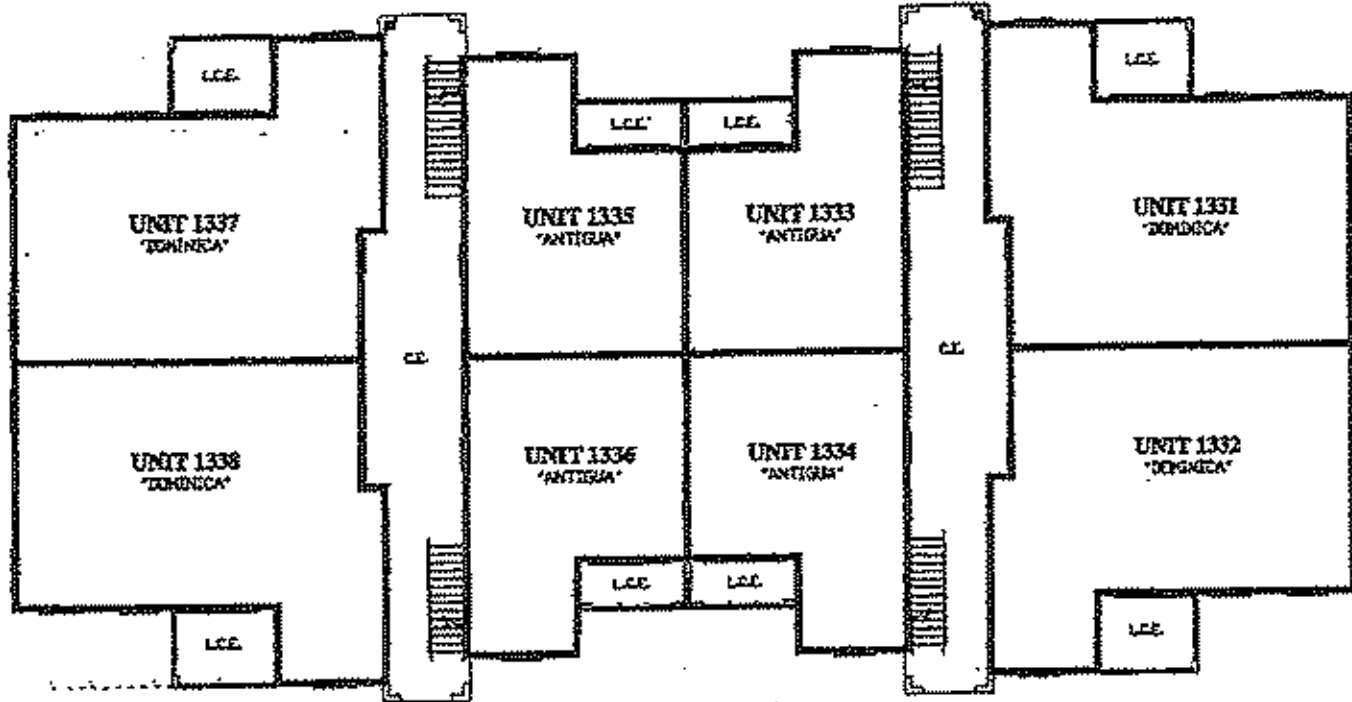 L.C.E.
L.C.E.
L.C.E.
L.C.E.
UNIT 1337
"DOMINICA"
UNIT 1335
"ANTIGUA"
UNIT 1333
"ANTIGUA"
UNIT 1331
"DOMINICA"
C.E.
C.E.
UNIT 1338
"DOMINICA"
UNIT 1336
"ANTIGUA"
UNIT 1334
"ANTIGUA"
UNIT 1332
"DOMINICA"
L.C.E.
L.C.E.
L.C.E.
L.C.E.